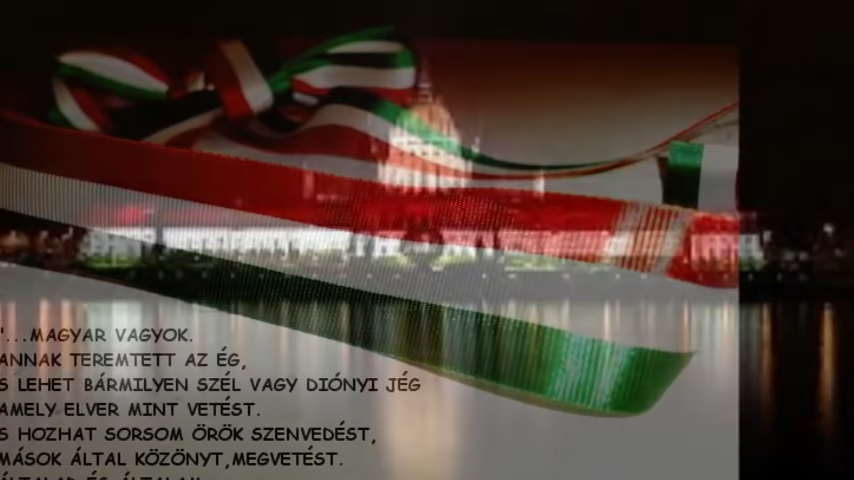 "...MAGYAR VAGYOK.
ANNAK TEREMTETT AZ ÉG,
S LEHET BÁRMILYEN SZÉL VAGY DIÓNYI JÉG
AMELY ELVER MINT VETÉST.
S HOZHAT SORSOM ÖRÖK SZENVEDÉST,
MÁSOK ÁLTAL KÖZÖNYT,MEGVETÉST.